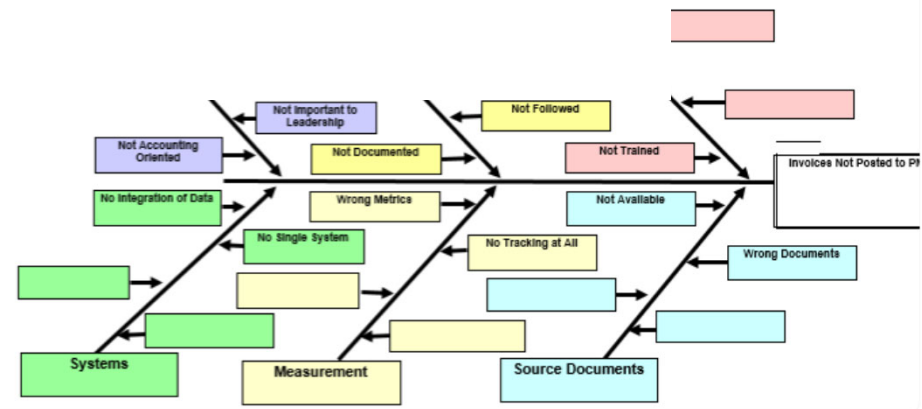 Not Important to
Leadership
Not Followed
Not Accounting
Oriented
Not Documented
Not Trained
Invoices Not Posted to
No Integration of Data
Wrong Metrics
Not Available
No Single System
No Tracking at All
Wrong Documents
Systems
Measurement
Source Documents